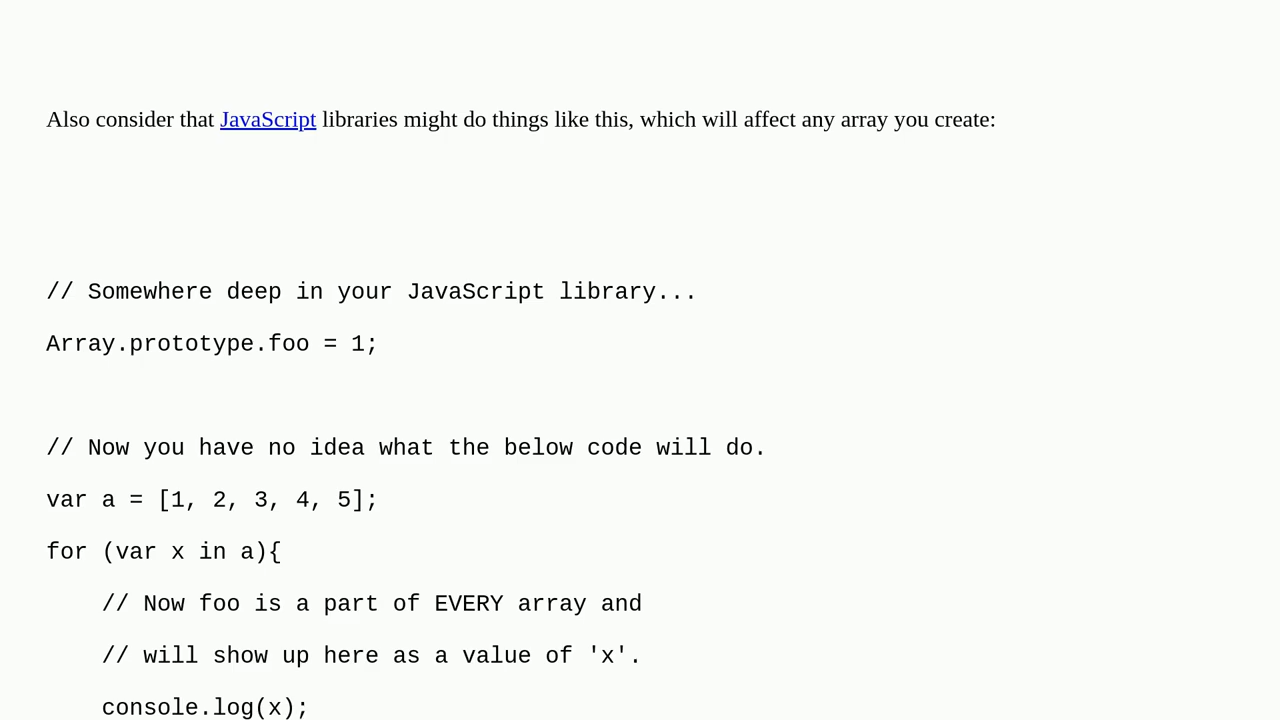 Also consider that JavaScript libraries might do things like this, which will affect any array you create:
// Somewhere deep in your JavaScript library...
Array.prototype.foo = 1;
// Now you have no idea what the below code will do.
var a = [1, 2, 3, 4, 5];
for (var x in a){
    // Now foo is a part of EVERY array and
    // will show up here as a value of 'x'.
    console.log(x);